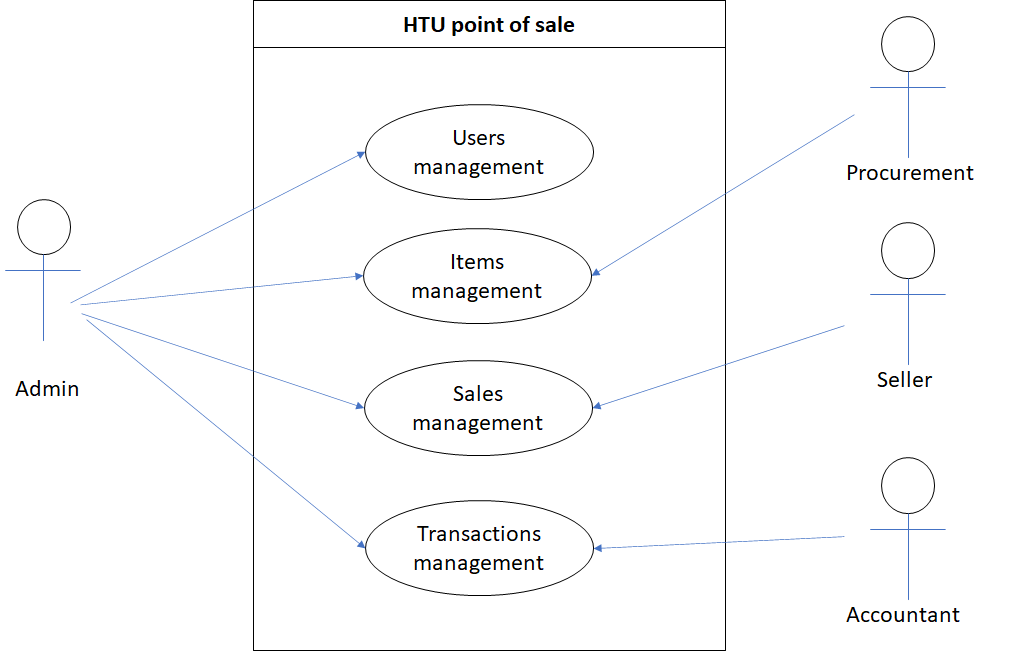 HTU point of sale
Users
management
Items
management
Sales
management
Transactions
management
Admin
Procurement
Seller
Accountant